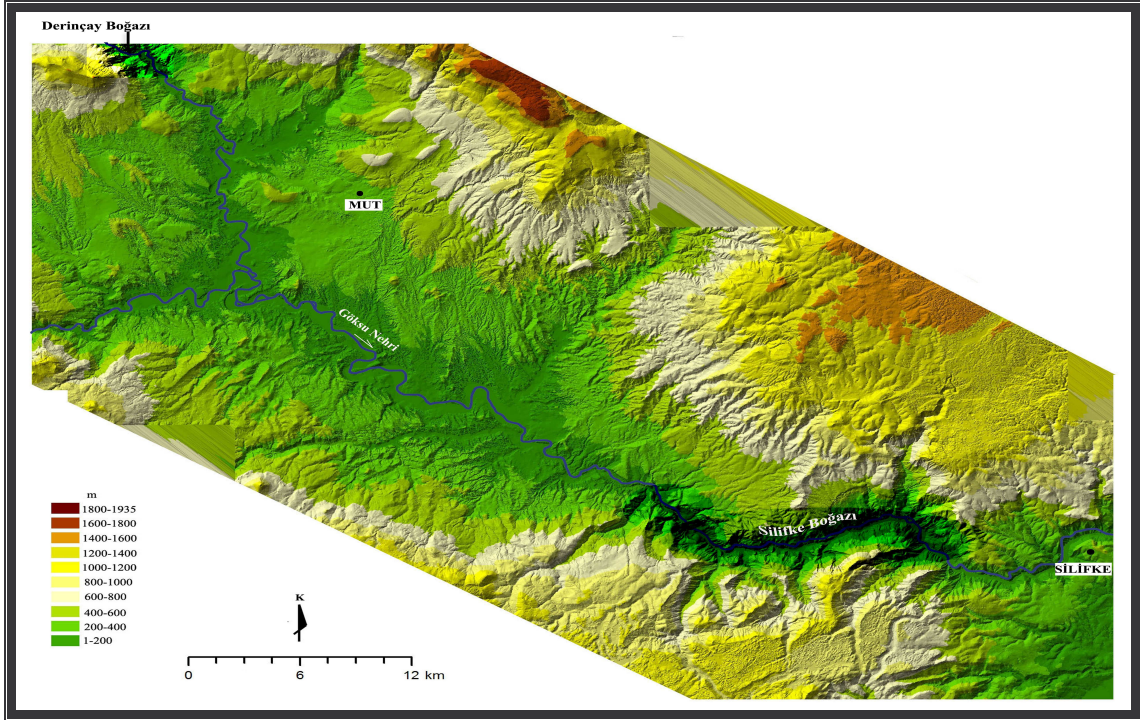 Derinçay Boğazı
MUT
Göksu Nehri
Silifke Boğazı
SİLİFKE
m
1800-1935
1600-1800
1400-1600
1200-1400
1000-1200
800-1000
600-800
400-600
200-400
1-200
K
0 6 12 km